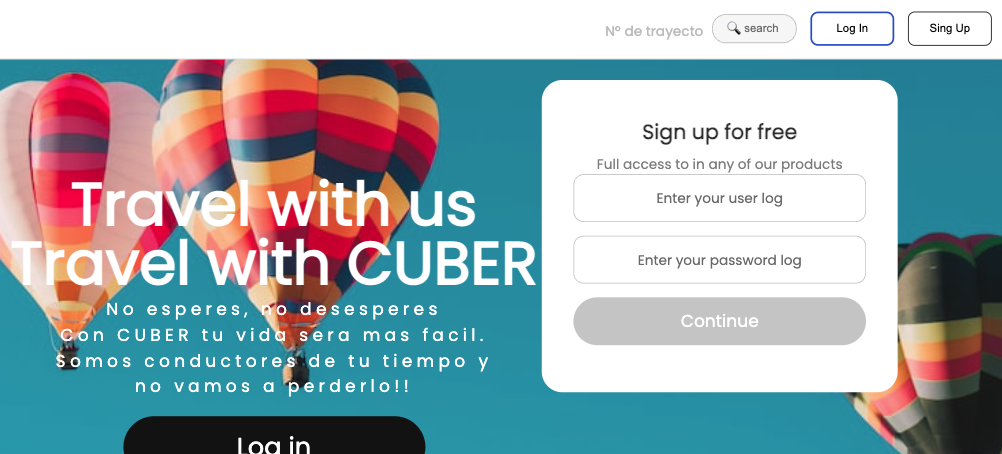 Nº de trayecto
search
Log In
Sing Up
Travel with us
Travel with CUBER
No esperes, no desesperes
Con CUBER tu vida sera mas facil.
Somos conductores de tu tiempo y
no vamos a perderlo!!
Log in
Sign up for free
Full access to in any of our products
Enter your user log
Enter your password log
Continue